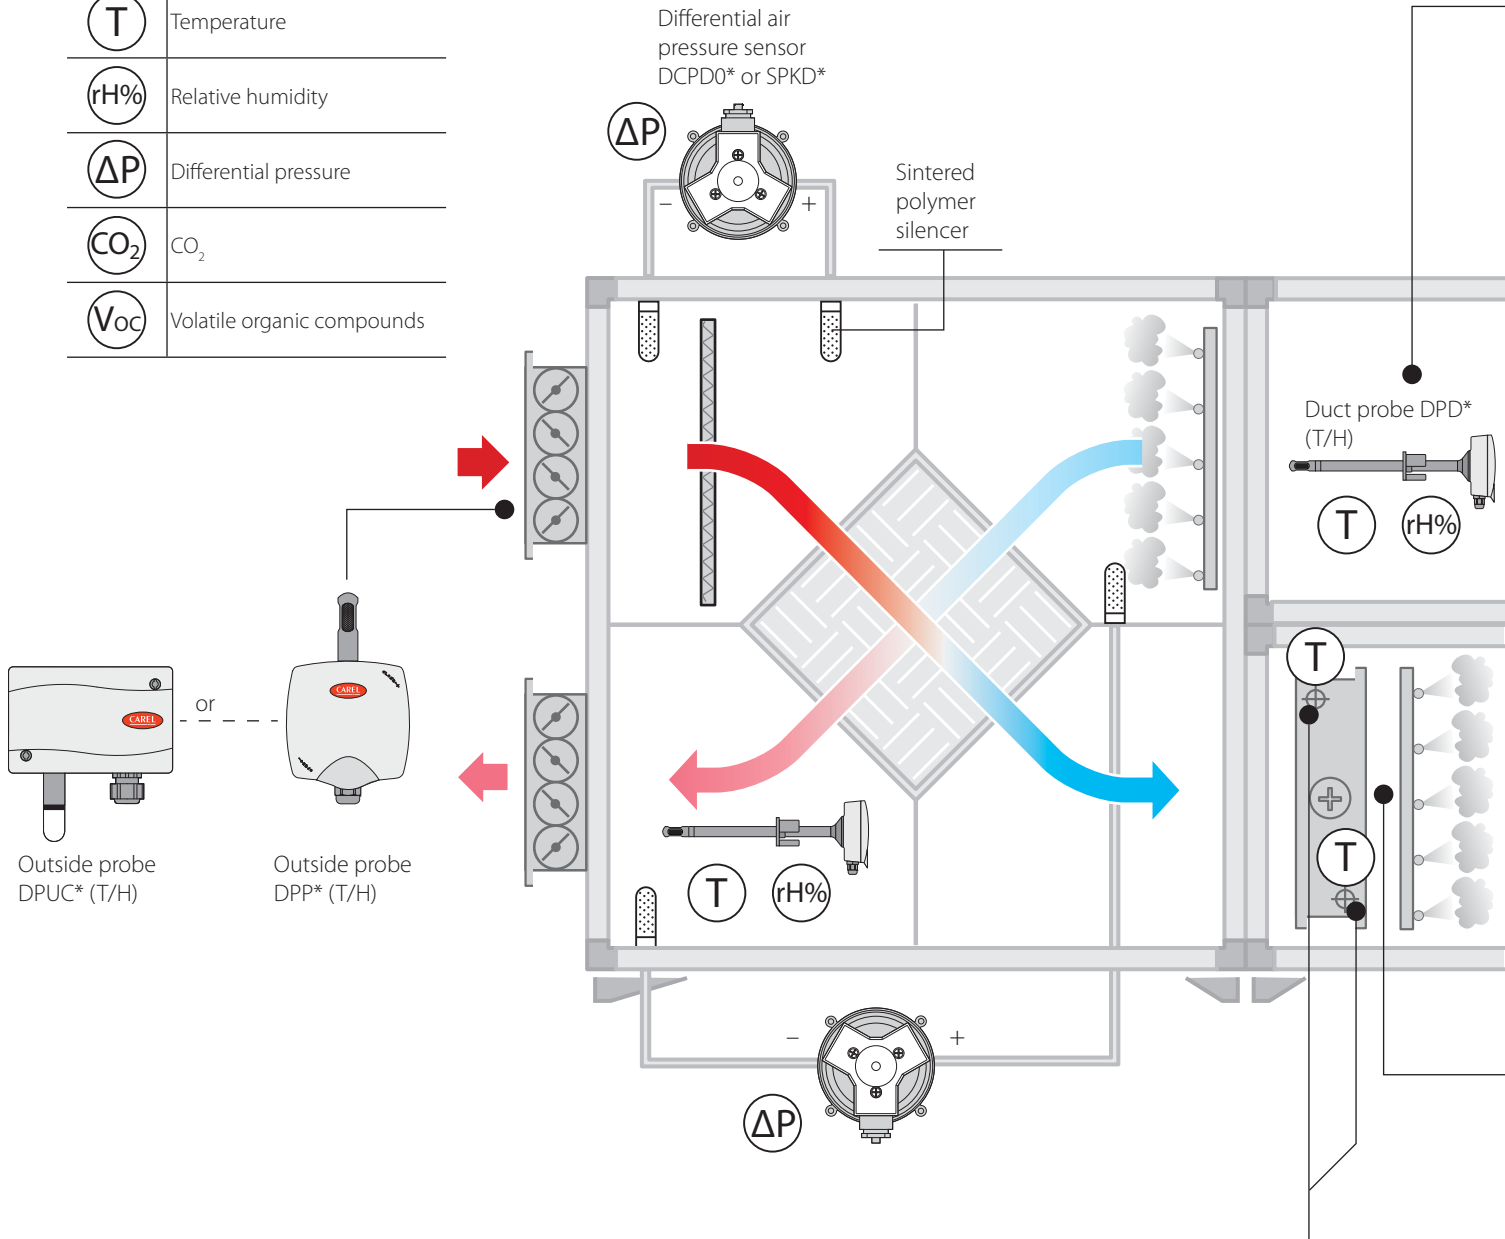 T Temperature
rH% Relative humidity
ΔP Differential pressure
CO₂ CO₂
VOC Volatile organic compounds
Differential air
pressure sensor
DCPD0* or SPKD*
ΔP
– +
Sintered
polymer
silencer
Duct probe DPD*
(T/H)
T rH%
T
CAREL
or
CAREL
T
Outside probe
DPUC* (T/H)
Outside probe
DPP* (T/H)
T rH%
– +
ΔP